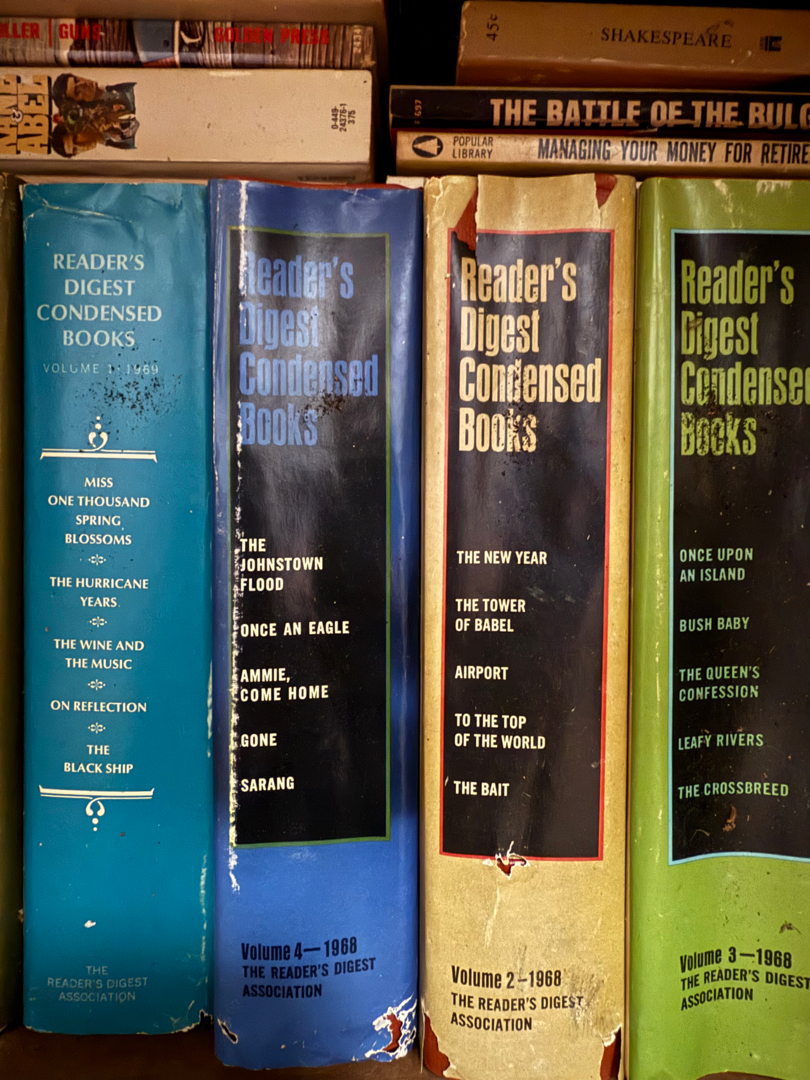 GUNS
GOLDEN PRESS
KANE
&
ABEL
0-449-
24376-1
375
45c
SHAKESPEARE
THE BATTLE OF THE BULG
POPULAR
LIBRARY
MANAGING YOUR MONEY FOR RETIRE
READER'S
DIGEST
CONDENSED
BOOKS
VOLUME 1 · 1969
MISS
ONE THOUSAND
SPRING
BLOSSOMS
THE HURRICANE
YEARS
THE WINE AND
THE MUSIC
ON REFLECTION
THE
BLACK SHIP
THE
READER'S DIGEST
ASSOCIATION
Reader's
Digest
Condensed
Books
THE
JOHNSTOWN
FLOOD
ONCE AN EAGLE
AMMIE,
COME HOME
GONE
SARANG
Volume 4—1968
THE READER'S DIGEST
ASSOCIATION
Reader's
Digest
Condensed
Books
THE NEW YEAR
THE TOWER
OF BABEL
AIRPORT
TO THE TOP
OF THE WORLD
THE BAIT
Volume 2–1968
THE READER'S DIGEST
ASSOCIATION
Reader's
Digest
Condensed
Books
ONCE UPON
AN ISLAND
BUSH BABY
THE QUEEN'S
CONFESSION
LEAFY RIVERS
THE CROSSBREED
Volume 3—1968
THE READER'S DIGEST
ASSOCIATION